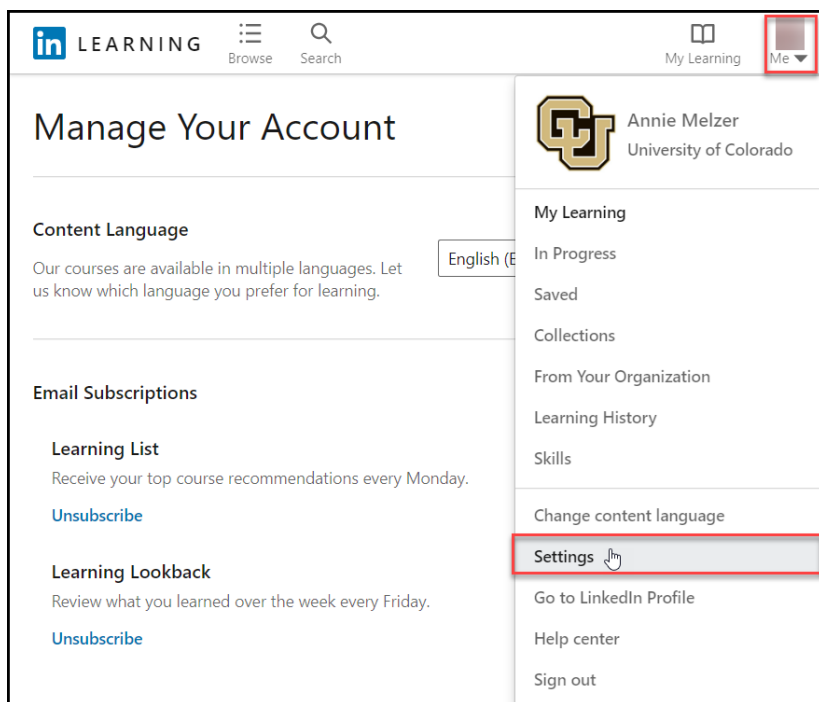 in LEARNING
Browse
Search
My Learning
Me
Manage Your Account
Content Language
Our courses are available in multiple languages. Let
us know which language you prefer for learning.
English (E
Email Subscriptions
Learning List
Receive your top course recommendations every Monday.
Unsubscribe
Learning Lookback
Review what you learned over the week every Friday.
Unsubscribe
CU
Annie Melzer
University of Colorado
My Learning
In Progress
Saved
Collections
From Your Organization
Learning History
Skills
Change content language
Settings
Go to LinkedIn Profile
Help center
Sign out